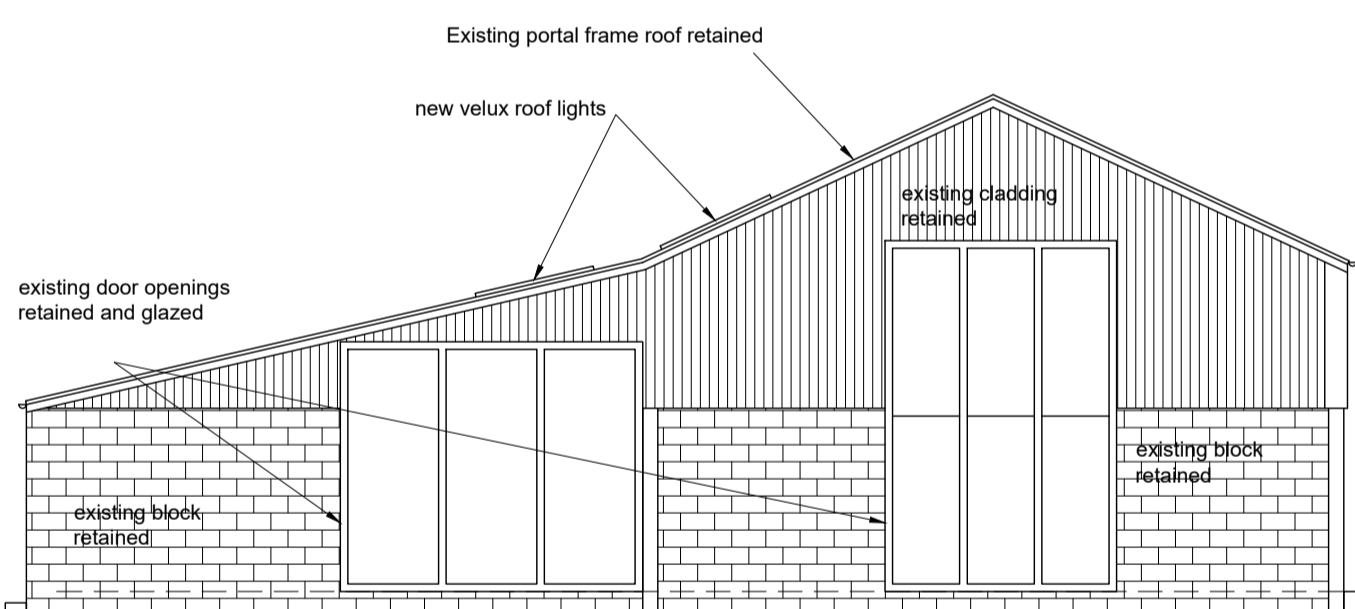 Existing portal frame roof retained
new velux roof lights
existing cladding
retained
existing door openings
retained and glazed
existing block
retained
existing block
retained